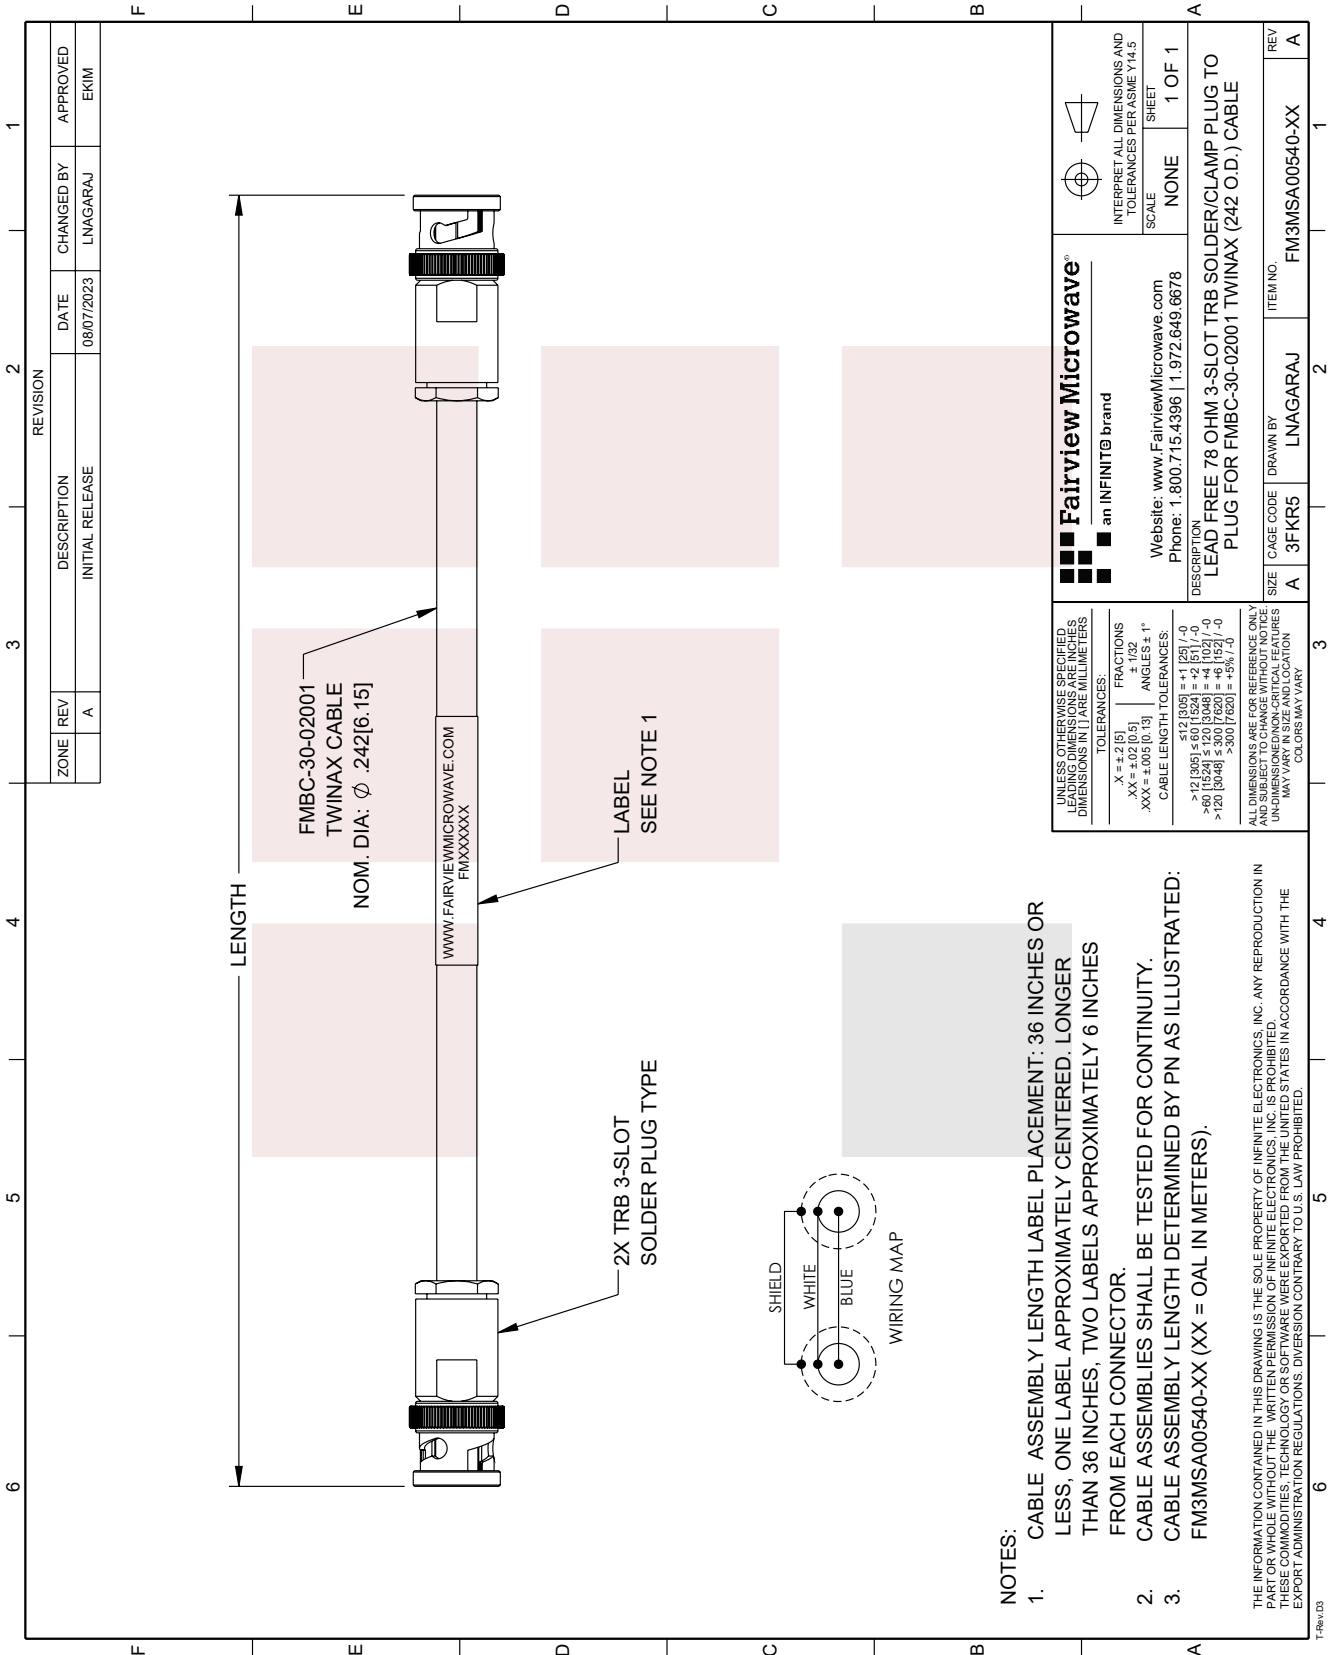 6 5 4 3 2 1
F
E
D
C
B
A
REVISION
ZONE REV DESCRIPTION DATE CHANGED BY APPROVED
A INITIAL RELEASE 08/07/2023 LNAGARAJ EKIM
LENGTH
FMBC-30-02001
TWINAX CABLE
NOM. DIA: ∅ .242[6.15]
WWW.FAIRVIEWMICROWAVE.COM
FMXXXXX
2X TRB 3-SLOT
SOLDER PLUG TYPE
LABEL
SEE NOTE 1
SHIELD
WHITE
BLUE
WIRING MAP
NOTES:
1. CABLE ASSEMBLY LENGTH LABEL PLACEMENT: 36 INCHES OR
LESS, ONE LABEL APPROXIMATELY CENTERED. LONGER
THAN 36 INCHES, TWO LABELS APPROXIMATELY 6 INCHES
FROM EACH CONNECTOR.
2. CABLE ASSEMBLIES SHALL BE TESTED FOR CONTINUITY.
3. CABLE ASSEMBLY LENGTH DETERMINED BY PN AS ILLUSTRATED:
FM3MSA00540-XX (XX = OAL IN METERS).
THE INFORMATION CONTAINED IN THIS DRAWING IS THE SOLE PROPERTY OF INFINITE ELECTRONICS, INC. ANY REPRODUCTION IN
PART OR WHOLE WITHOUT THE WRITTEN PERMISSION OF INFINITE ELECTRONICS, INC. IS PROHIBITED.
THESE COMMODITIES, TECHNOLOGY OR SOFTWARE WERE EXPORTED FROM THE UNITED STATES IN ACCORDANCE WITH THE
EXPORT ADMINISTRATION REGULATIONS. DIVERSION CONTRARY TO U.S. LAW PROHIBITED.
UNLESS OTHERWISE SPECIFIED
LEADING DIMENSIONS ARE INCHES
DIMENSIONS IN [ ] ARE MILLIMETERS
TOLERANCES:
.X = ±.2 [5] FRACTIONS
.XX = ±.02 [0.5] ± 1/32
.XXX = ±.005 [0.13] ANGLES ± 1°
CABLE LENGTH TOLERANCES:
≤12 [305] = +1 [25] / -0
>12 [305] ≤ 60 [1524] = +2 [51] / -0
>60 [1524] ≤ 120 [3048] = +4 [102] / -0
>120 [3048] ≤ 300 [7620] = +6 [152] / -0
>300 [7620] = +5% / -0
ALL DIMENSIONS ARE FOR REFERENCE ONLY
AND SUBJECT TO CHANGE WITHOUT NOTICE.
UN-DIMENSIONED/NON-CRITICAL FEATURES
MAY VARY IN SIZE AND LOCATION
COLORS MAY VARY
Fairview Microwave®
an INFINIT@ brand
Website: www.FairviewMicrowave.com
Phone: 1.800.715.4396 | 1.972.649.6678
INTERPRET ALL DIMENSIONS AND
TOLERANCES PER ASME Y14.5
SCALE SHEET
NONE 1 OF 1
DESCRIPTION
LEAD FREE 78 OHM 3-SLOT TRB SOLDER/CLAMP PLUG TO
PLUG FOR FMBC-30-02001 TWINAX (242 O.D.) CABLE
SIZE CAGE CODE DRAWN BY ITEM NO. REV
A 3FKR5 LNAGARAJ FM3MSA00540-XX A
F
E
D
C
B
A
6 5 4 3 2 1
T-Rev.D3